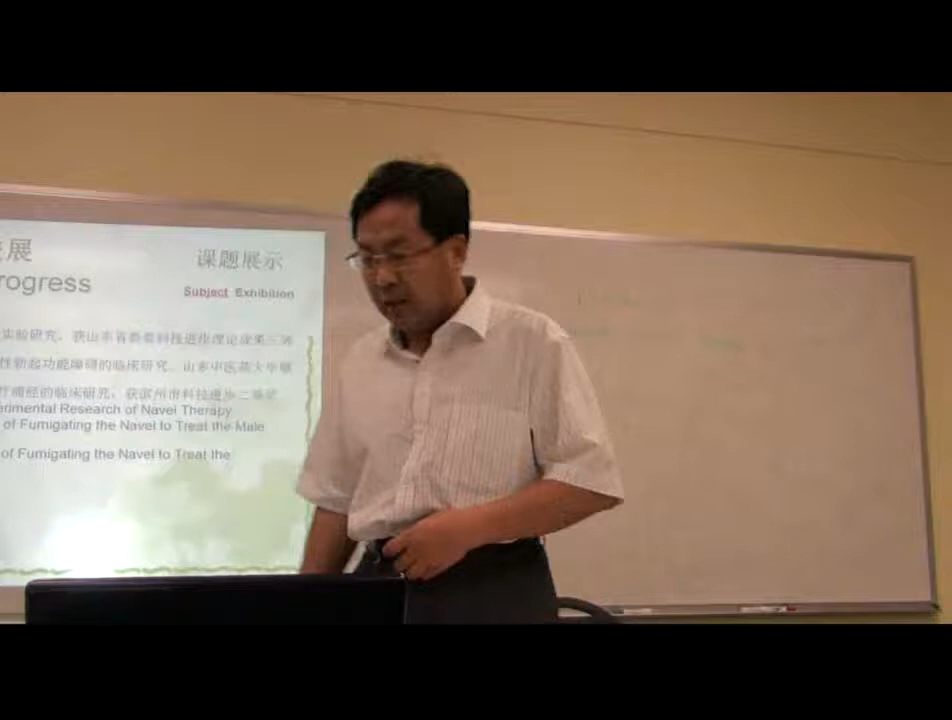 展
课题展示
rogress
Subject Exhibition
实验研究，获山东省教委科技进步理论成果三等
性勃起功能障碍的临床研究，山东中医药大学
疗痛经的临床研究，获滨州市科技进步二等奖
erimental Research of Navel Therapy
of Fumigating the Navel to Treat the Male
of Fumigating the Navel to Treat the